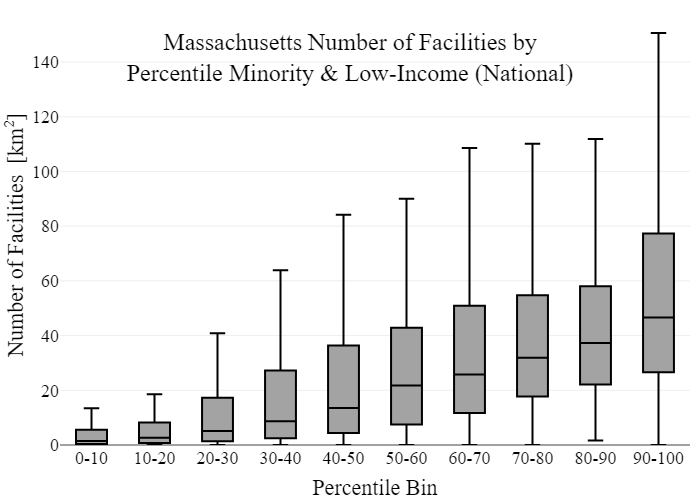 Massachusetts Number of Facilities by
Percentile Minority & Low-Income (National)
Number of Facilities [km²]
140
120
100
80
60
40
20
0
0-10 10-20 20-30 30-40 40-50 50-60 60-70 70-80 80-90 90-100
Percentile Bin